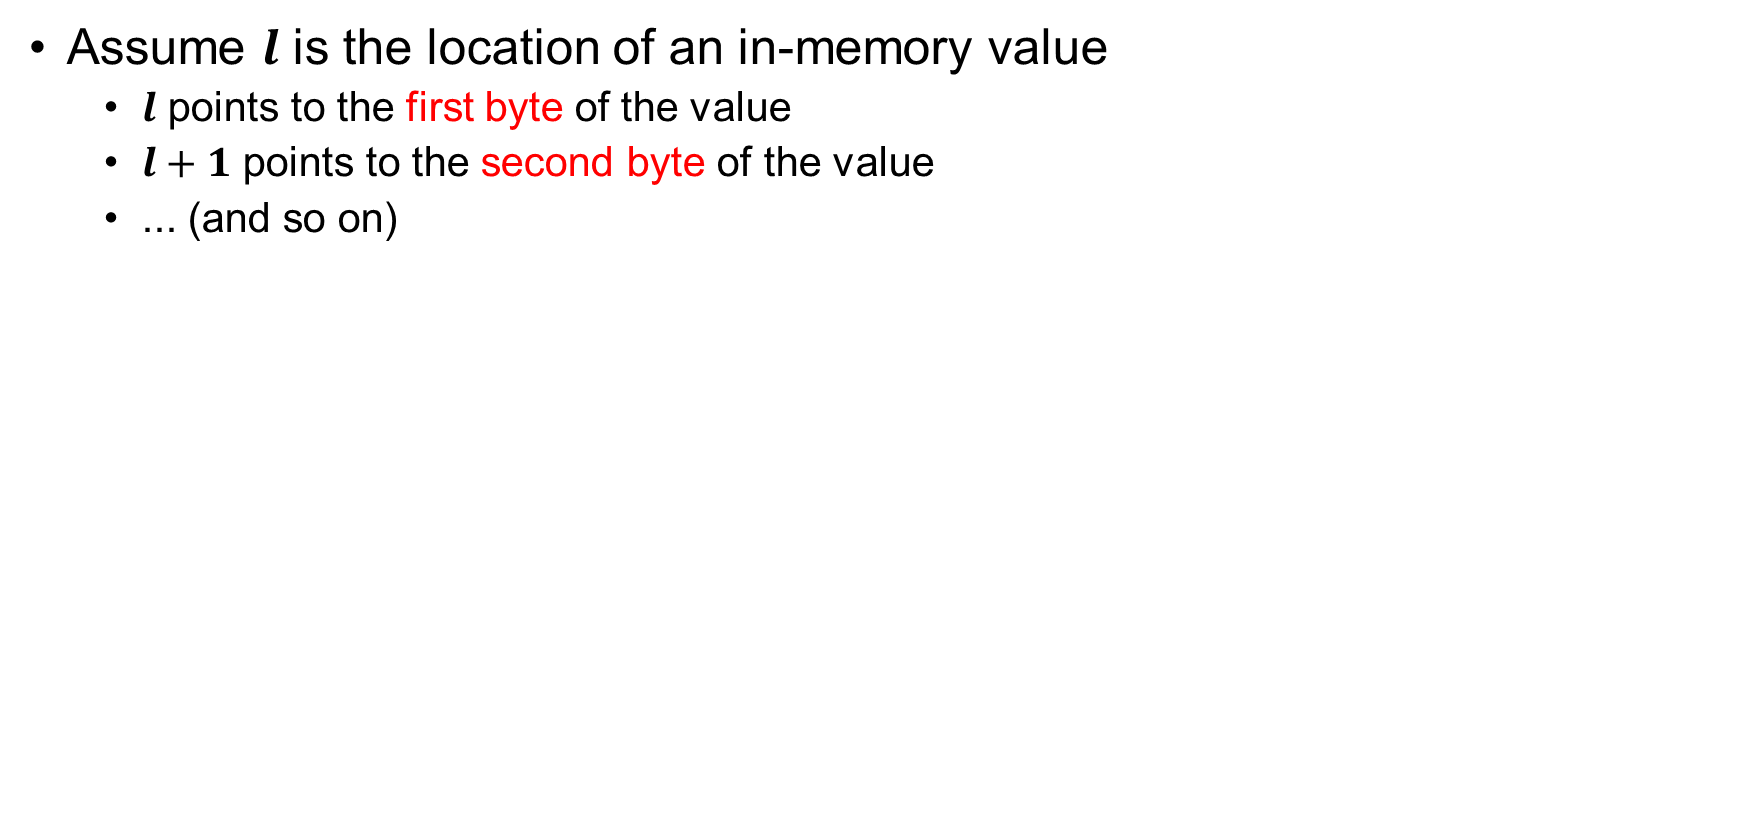 • Assume l is the location of an in-memory value
• l points to the first byte of the value
• l + 1 points to the second byte of the value
• ... (and so on)